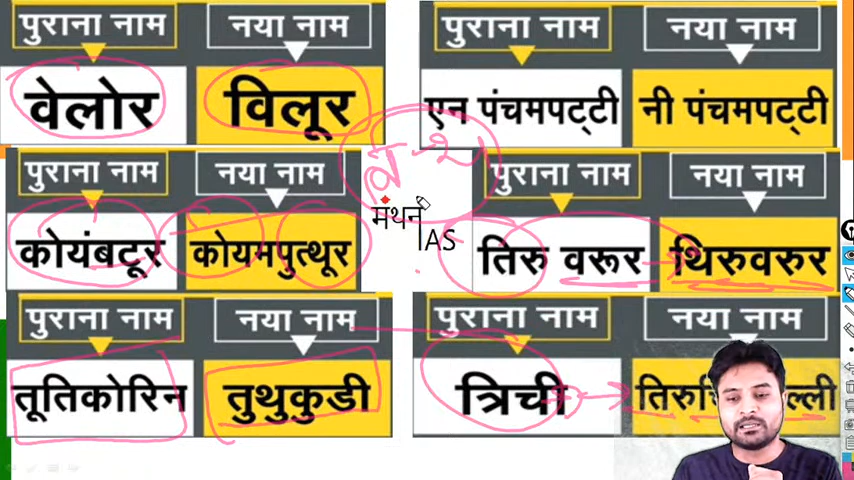 पुराना नाम
नया नाम
वेलोर
विलूर
पुराना नाम
नया नाम
एन पंचमपट्टी
नी पंचमपट्टी
पुराना नाम
नया नाम
कोयंबटूर
कोयमपुत्थूर
मंथन
IAS
पुराना नाम
नया नाम
तिरु वरूर
थिरुवरुर
पुराना नाम
नया नाम
तूतिकोरिन
तुथुकुडी
पुराना नाम
नया नाम
त्रिची